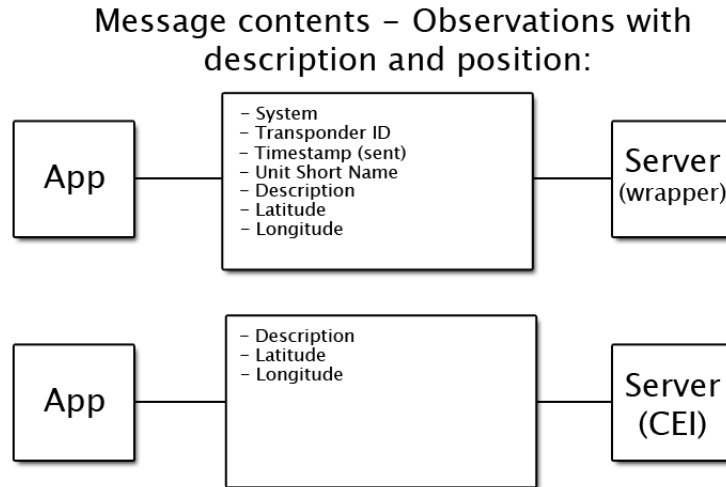 Message contents – Observations with
description and position:
App
– System
– Transponder ID
– Timestamp (sent)
– Unit Short Name
– Description
– Latitude
– Longitude
Server
(wrapper)
App
– Description
– Latitude
– Longitude
Server
(CEI)